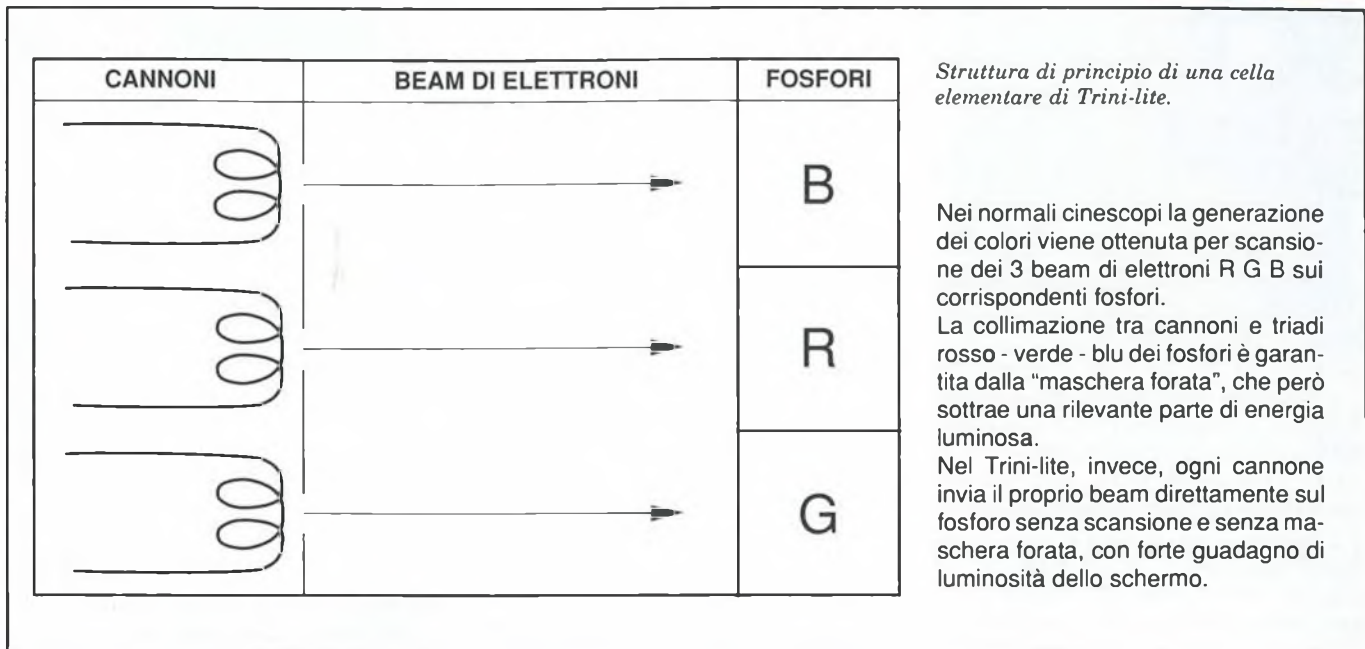 CANNONI BEAM DI ELETTRONI FOSFORI
B
R
G
Struttura di principio di una cella
elementare di Trini-lite.
Nei normali cinescopi la generazione
dei colori viene ottenuta per scansio-
ne dei 3 beam di elettroni R G B sui
corrispondenti fosfori.
La collimazione tra cannoni e triadi
rosso - verde - blu dei fosfori è garan-
tita dalla "maschera forata", che però
sottrae una rilevante parte di energia
luminosa.
Nel Trini-lite, invece, ogni cannone
invia il proprio beam direttamente sul
fosforo senza scansione e senza ma-
schera forata, con forte guadagno di
luminosità dello schermo.